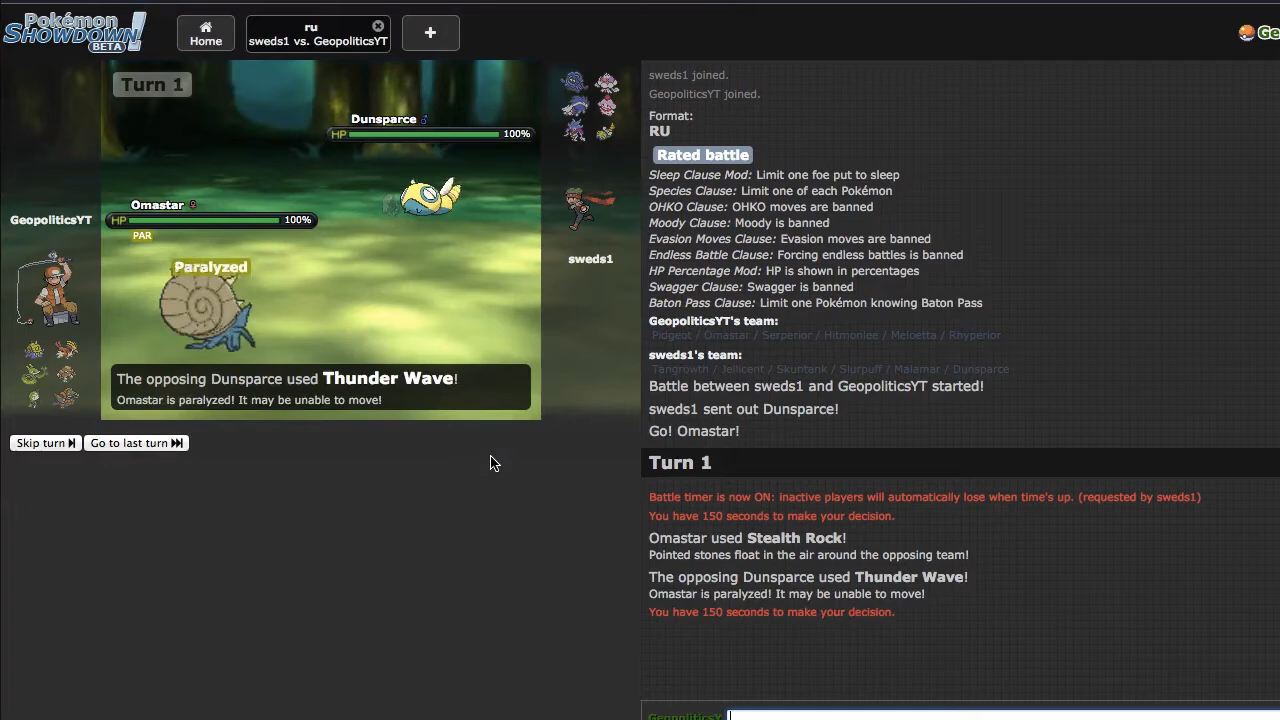 Pokémon
SHOWDOWN!
BETA
Home
ru
sweds1 vs. GeopoliticsYT
+
Ge
Turn 1
Dunsparce ♂
HP 100%
Omastar ♀
HP 100%
PAR
Paralyzed
GeopoliticsYT
sweds1
The opposing Dunsparce used Thunder Wave!
Omastar is paralyzed! It may be unable to move!
Skip turn
Go to last turn
sweds1 joined.
GeopoliticsYT joined.
Format:
RU
Rated battle
Sleep Clause Mod: Limit one foe put to sleep
Species Clause: Limit one of each Pokémon
OHKO Clause: OHKO moves are banned
Moody Clause: Moody is banned
Evasion Moves Clause: Evasion moves are banned
Endless Battle Clause: Forcing endless battles is banned
HP Percentage Mod: HP is shown in percentages
Swagger Clause: Swagger is banned
Baton Pass Clause: Limit one Pokémon knowing Baton Pass
GeopoliticsYT's team:
Pidgeot / Omastar / Serperior / Hitmonlee / Meloetta / Rhyperior
sweds1's team:
Tangrowth / Jellicent / Skuntank / Slurpuff / Malamar / Dunsparce
Battle between sweds1 and GeopoliticsYT started!
sweds1 sent out Dunsparce!
Go! Omastar!
Turn 1
Battle timer is now ON: inactive players will automatically lose when time's up. (requested by sweds1)
You have 150 seconds to make your decision.
Omastar used Stealth Rock!
Pointed stones float in the air around the opposing team!
The opposing Dunsparce used Thunder Wave!
Omastar is paralyzed! It may be unable to move!
You have 150 seconds to make your decision.
GeopoliticsY